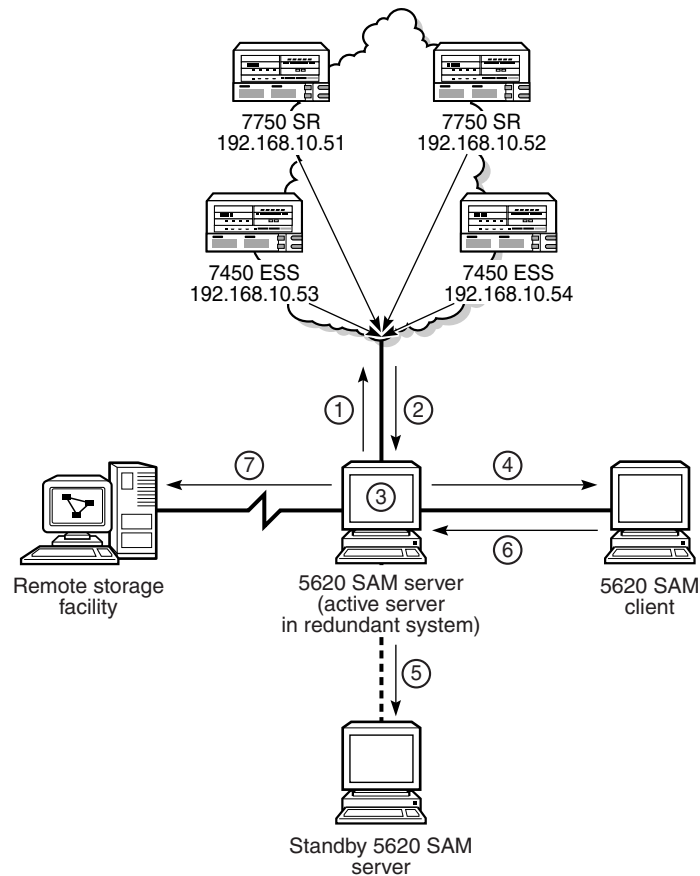 7750 SR
192.168.10.51
7750 SR
192.168.10.52
7450 ESS
192.168.10.53
7450 ESS
192.168.10.54
1
2
7
3
4
6
Remote storage
facility
5620 SAM server
(active server
in redundant system)
5620 SAM
client
5
Standby 5620 SAM
server